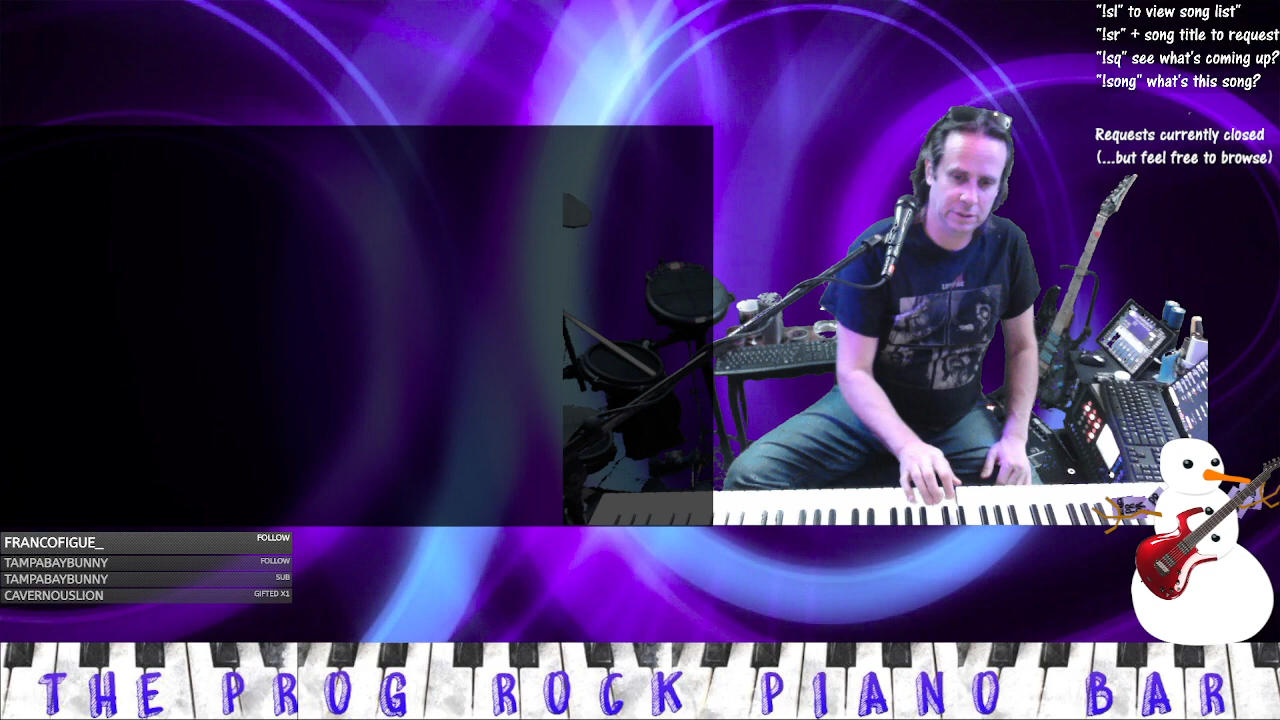 "!sl" to view song list"
"!sr" + song title to request
"!sq" see what's coming up?
"!song" what's this song?
Requests currently closed
(...but feel free to browse)
FRANCOFIGUE_ FOLLOW
TAMPABAYBUNNY FOLLOW
TAMPABAYBUNNY SUB
CAVERNOUSLION GIFTED X1
THE PROG ROCK PIANO BAR